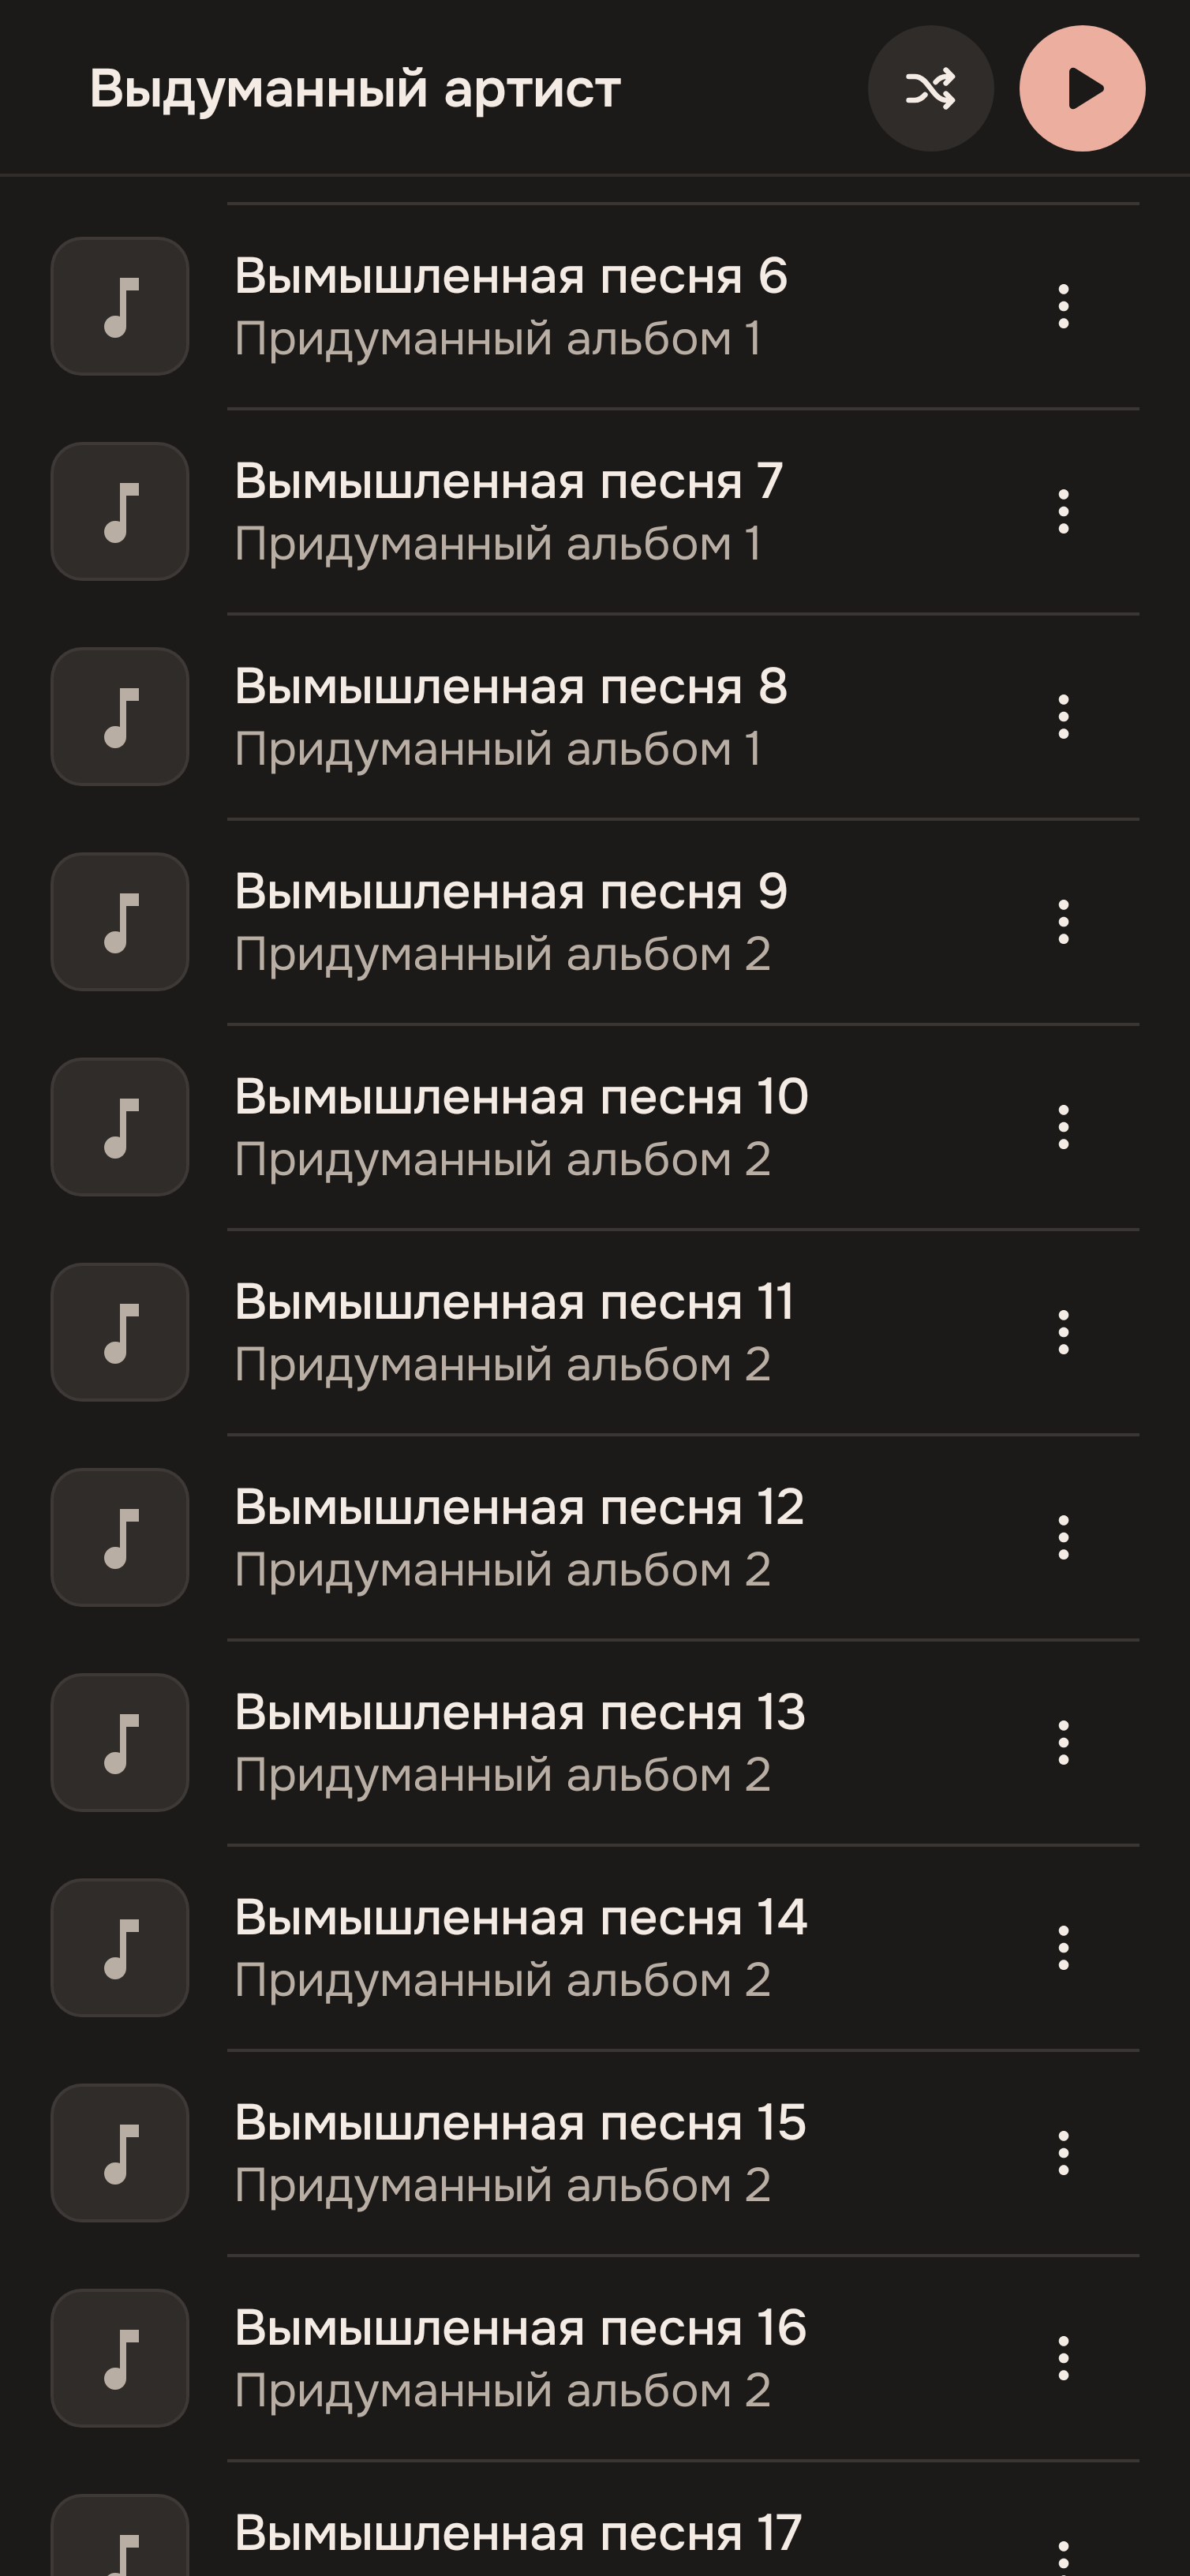 Выдуманный артист
Вымышленная песня 6
Придуманный альбом 1
Вымышленная песня 7
Придуманный альбом 1
Вымышленная песня 8
Придуманный альбом 1
Вымышленная песня 9
Придуманный альбом 2
Вымышленная песня 10
Придуманный альбом 2
Вымышленная песня 11
Придуманный альбом 2
Вымышленная песня 12
Придуманный альбом 2
Вымышленная песня 13
Придуманный альбом 2
Вымышленная песня 14
Придуманный альбом 2
Вымышленная песня 15
Придуманный альбом 2
Вымышленная песня 16
Придуманный альбом 2
Вымышленная песня 17